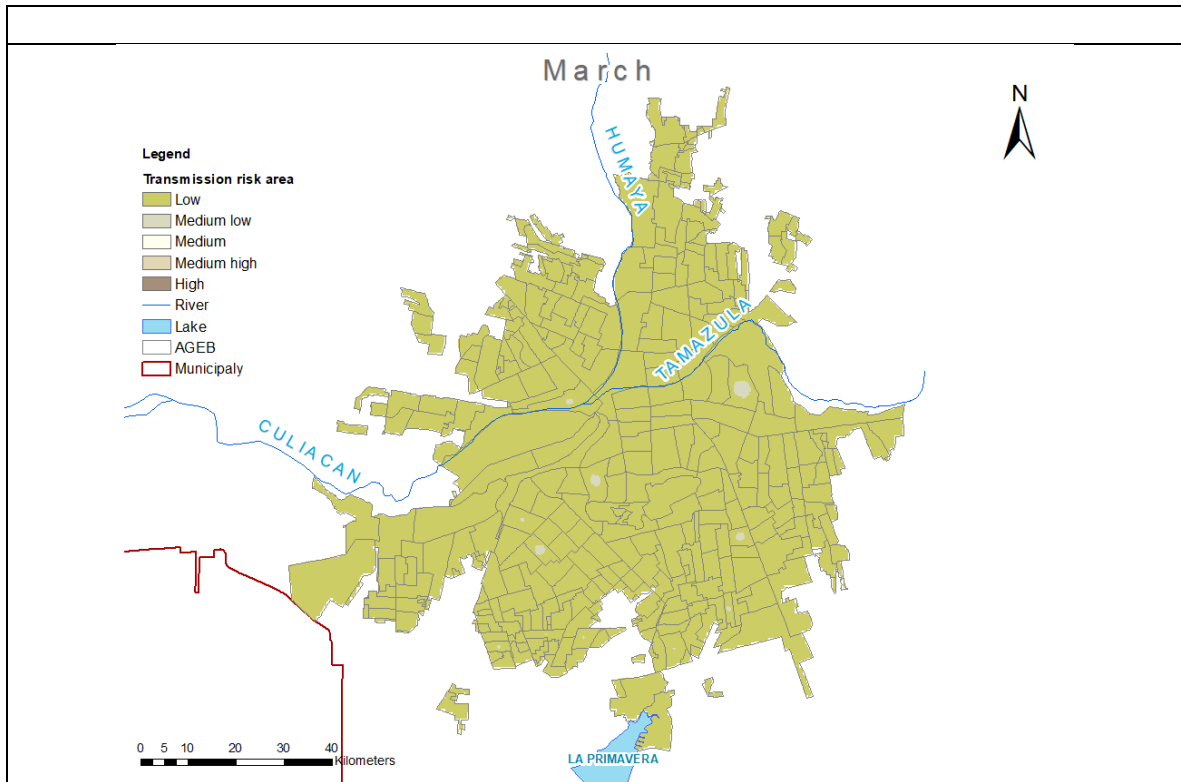 March
N
HUMAYA
Legend
Transmission risk area
Low
Medium low
Medium
Medium high
High
River
Lake
AGEB
Municipaly
TAMAZULA
CULIACAN
0 5 10 20 30 40
Kilometers
LA PRIMAVERA